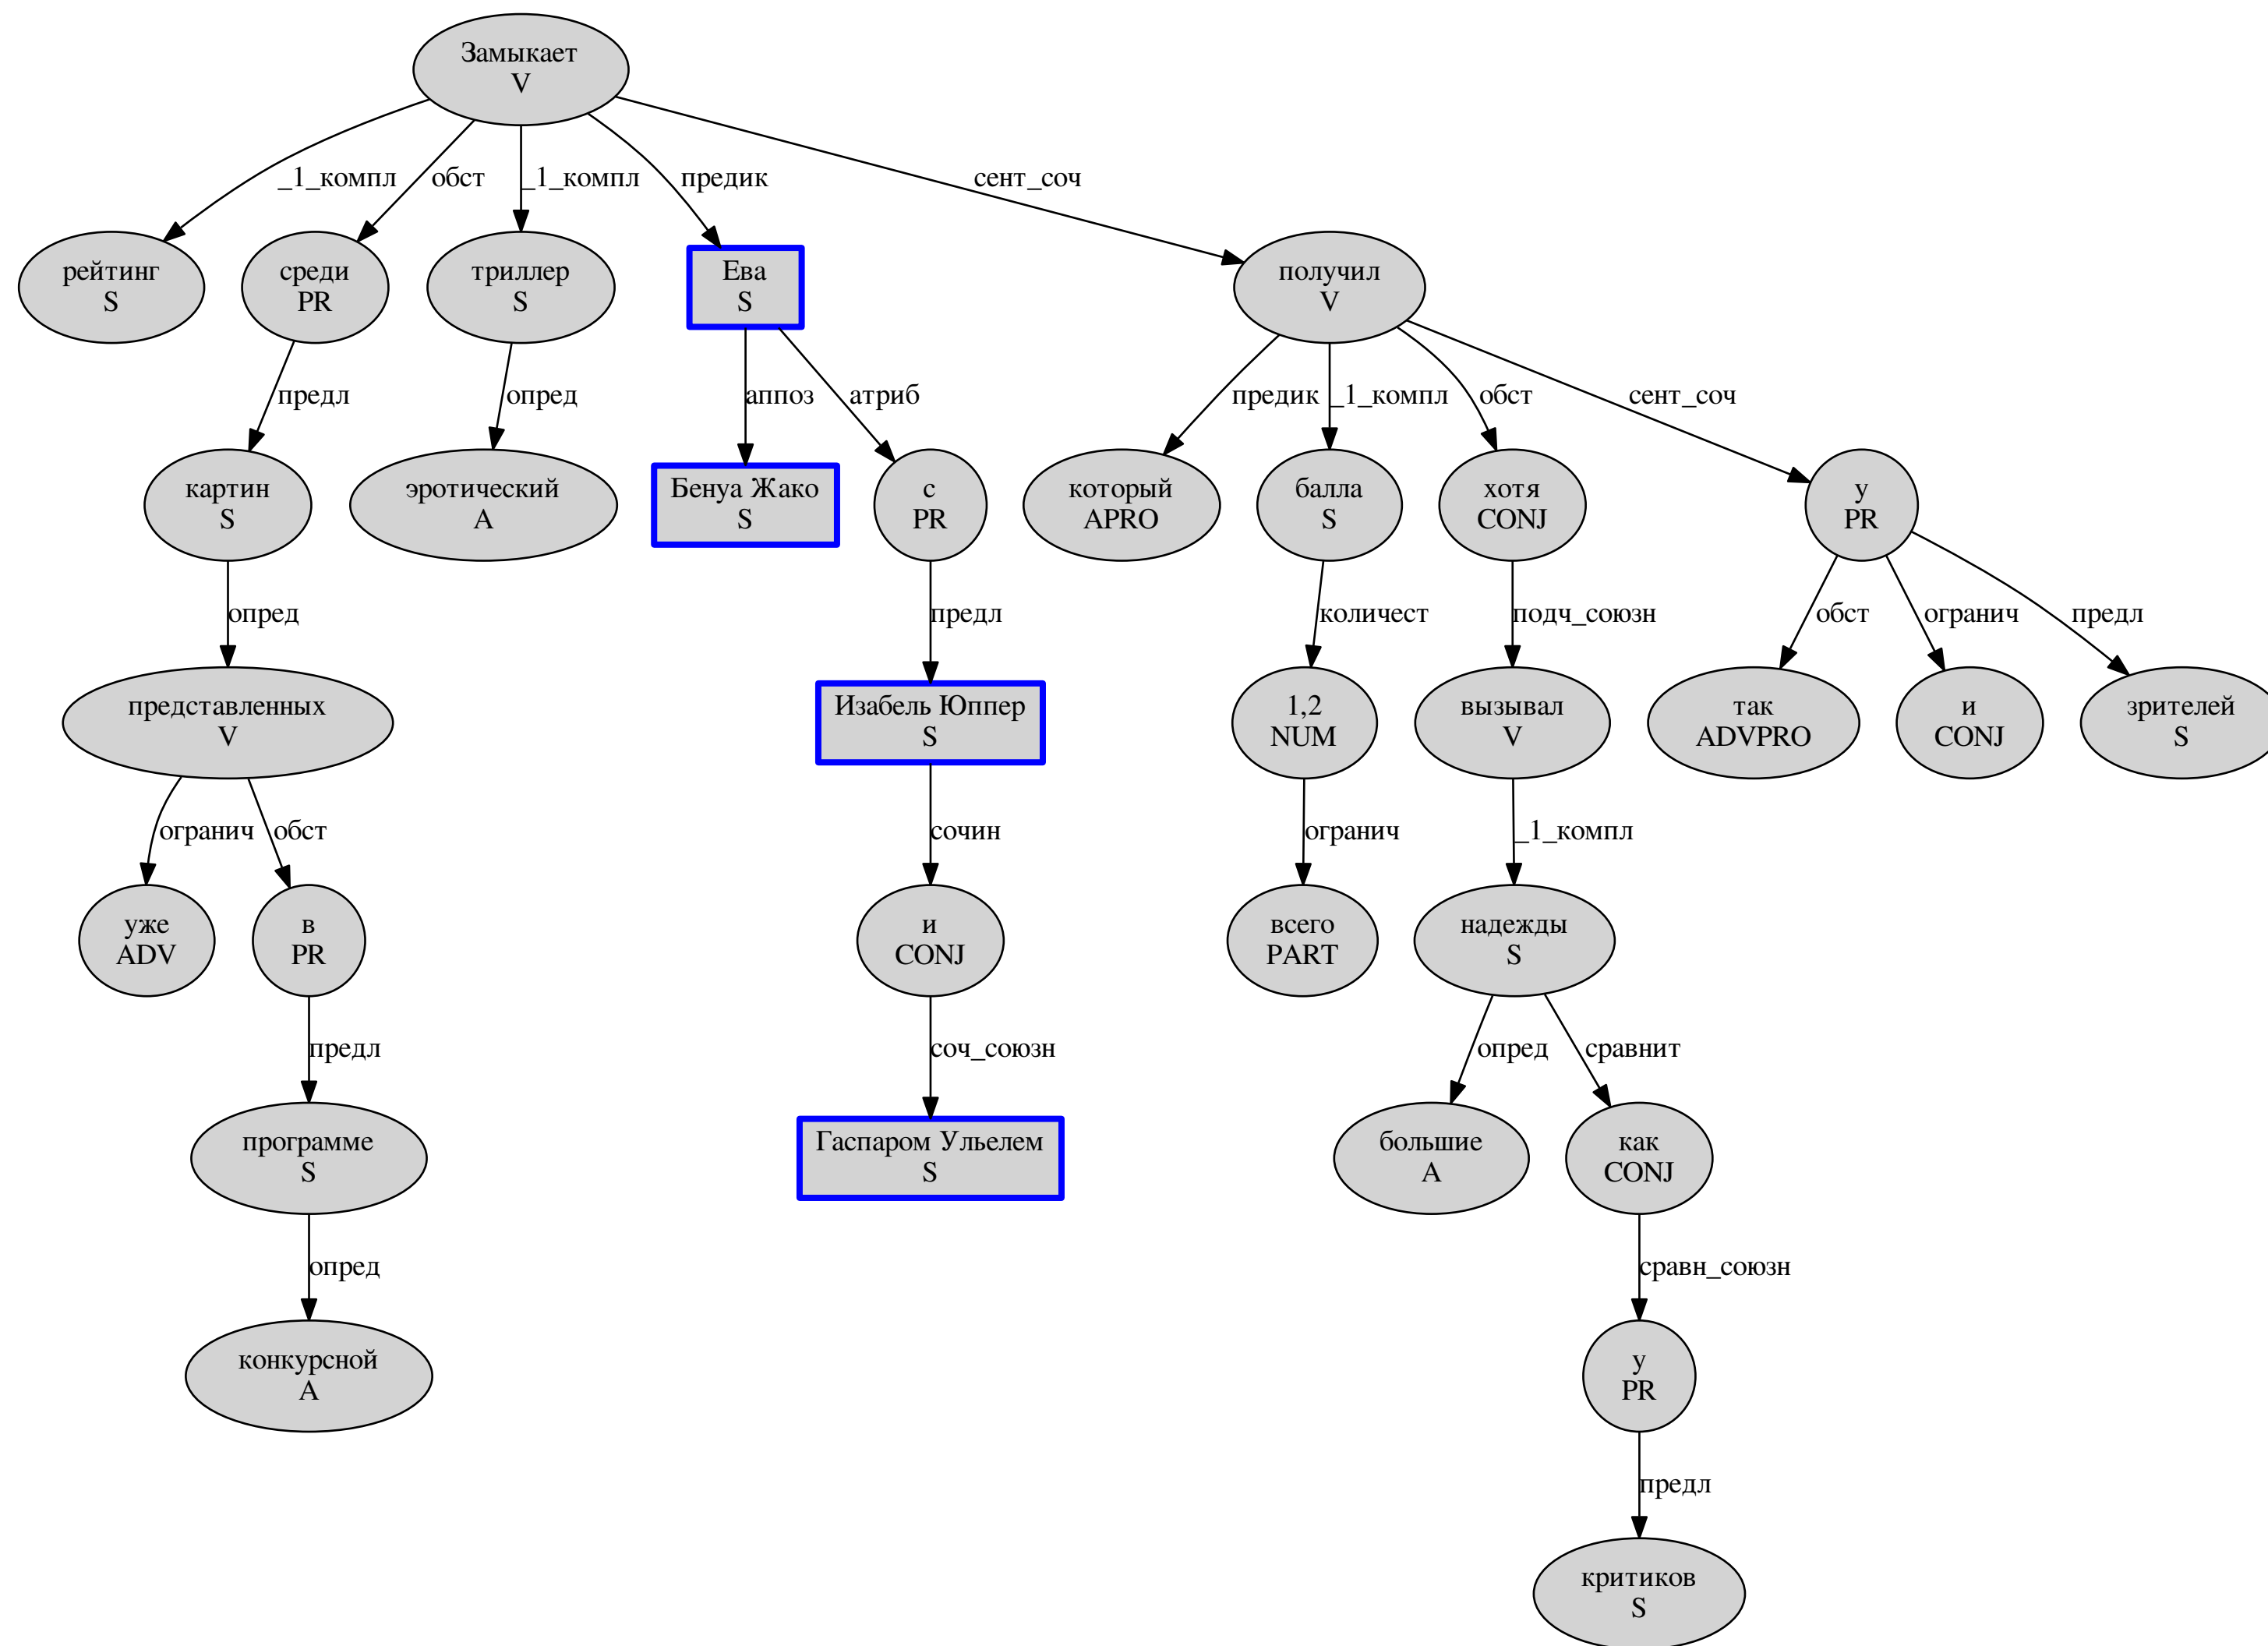 Замыкает
V
_1_компл
обст
_1_компл
предик
сент_соч
рейтинг
S
среди
PR
триллер
S
Ева
S
получил
V
предл
опред
аппоз
атриб
предик
_1_компл
обст
сент_соч
картин
S
эротический
A
Бенуа Жако
S
с
PR
который
APRO
балла
S
хотя
CONJ
у
PR
опред
предл
количест
подч_союзн
обст
огранич
предл
представленных
V
Изабель Юппер
S
1,2
NUM
вызывал
V
так
ADVPRO
и
CONJ
зрителей
S
огранич
обст
сочин
огранич
_1_компл
уже
ADV
в
PR
и
CONJ
всего
PART
надежды
S
предл
соч_союзн
опред
сравнит
программе
S
Гаспаром Ульелем
S
большие
A
как
CONJ
опред
сравн_союзн
конкурсной
A
у
PR
предл
критиков
S